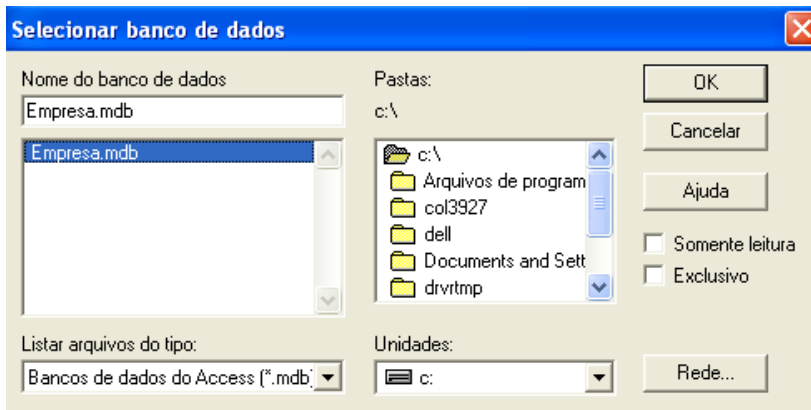 Selecionar banco de dados
Nome do banco de dados
Empresa.mdb
Empresa.mdb
Listar arquivos do tipo:
Bancos de dados do Access (*.mdb)
Pastas:
c:\
c:\
Arquivos de program
col3927
dell
Documents and Sett
drvrtmp
Unidades:
c:
OK
Cancelar
Ajuda
Somente leitura
Exclusivo
Rede...